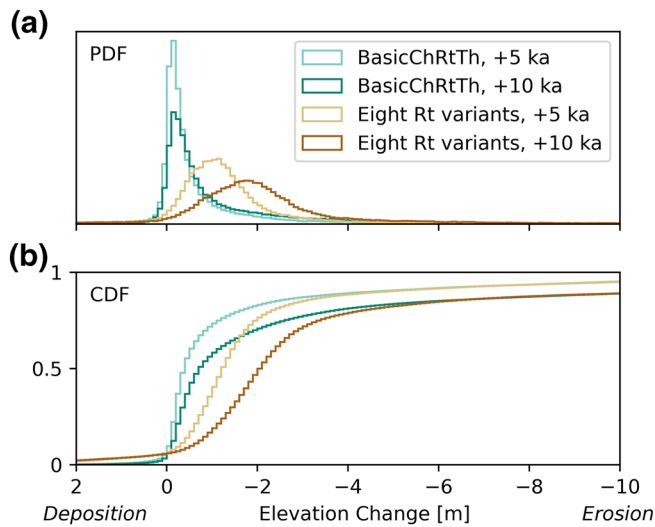 (a)
PDF
BasicChRtTh, +5 ka
BasicChRtTh, +10 ka
Eight Rt variants, +5 ka
Eight Rt variants, +10 ka
(b)
1
CDF
0.5
0
2 0 −2 −4 −6 −8 −10
Deposition Elevation Change [m] Erosion